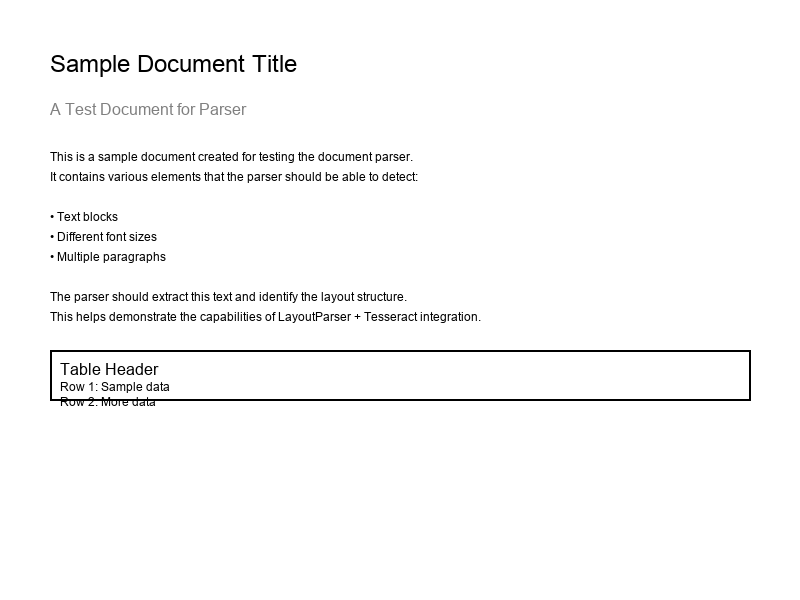 Sample Document Title
A Test Document for Parser
This is a sample document created for testing the document parser.
It contains various elements that the parser should be able to detect:
• Text blocks
• Different font sizes
• Multiple paragraphs
The parser should extract this text and identify the layout structure.
This helps demonstrate the capabilities of LayoutParser + Tesseract integration.
Table Header
Row 1: Sample data
Row 2: More data